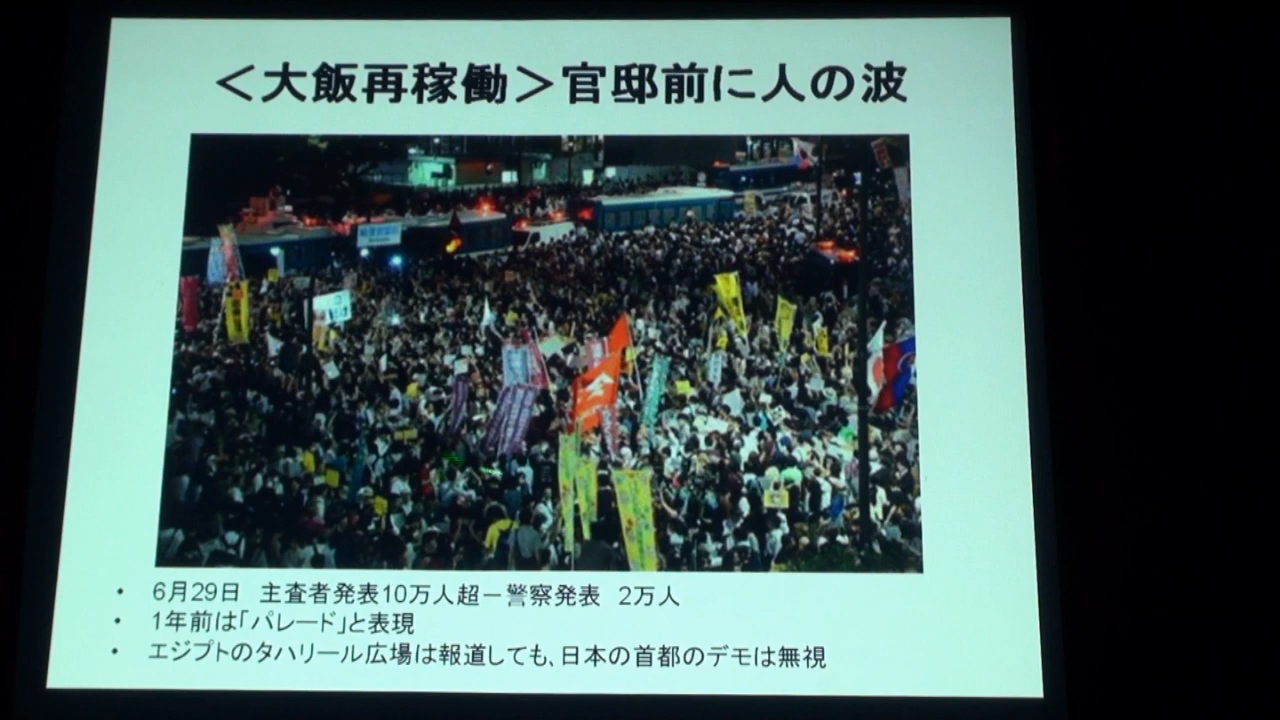 ＜大飯再稼働＞官邸前に人の波
・ 6月29日　主査者発表10万人超－警察発表　2万人
・ 1年前は「パレード」と表現
・ エジプトのタハリール広場は報道しても、日本の首都のデモは無視